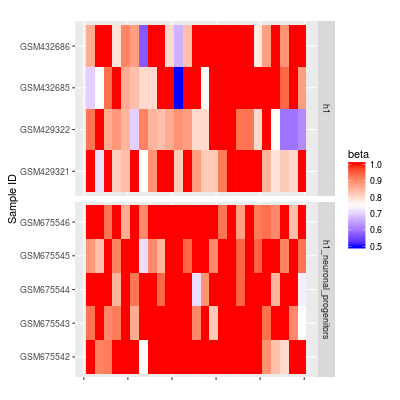 GSM432686
GSM432685
GSM429322
GSM429321
h1
GSM675546
GSM675545
GSM675544
GSM675543
GSM675542
h1_neuronal_progenitors
Sample ID
beta
1.0
0.9
0.8
0.7
0.6
0.5